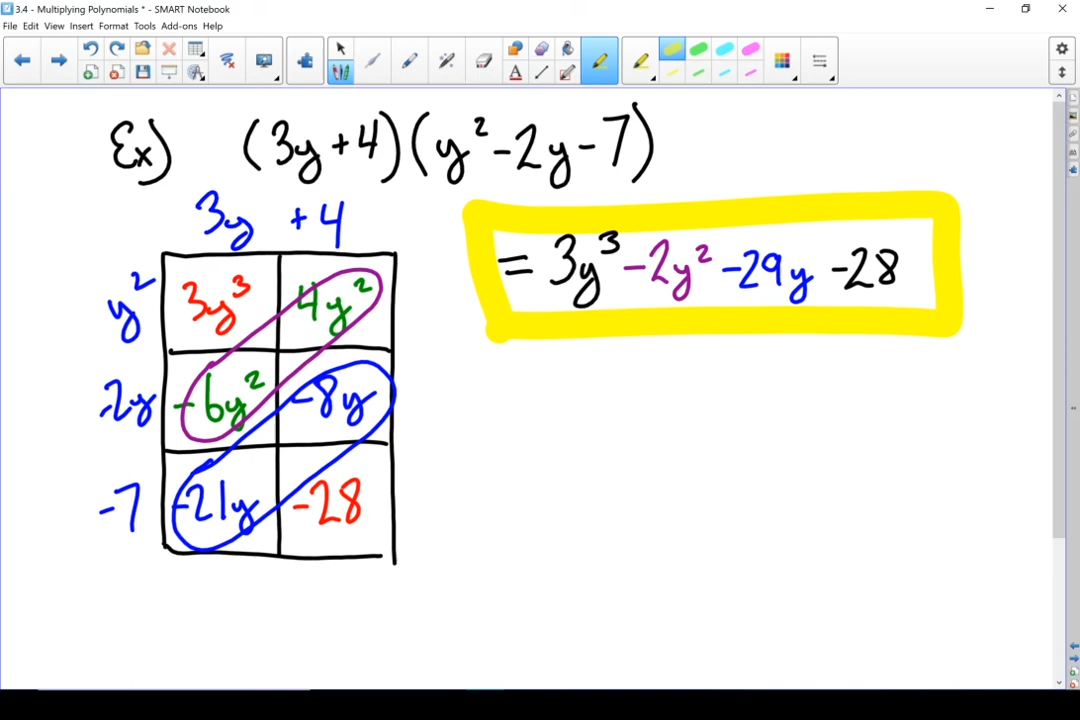 3.4 - Multiplying Polynomials * - SMART Notebook
File Edit View Insert Format Tools Add-ons Help
Ex) (3y+4)(y²-2y-7)
3y +4
= 3y³ -2y² -29y -28
y² 3y³ 4y²
-2y -6y² -8y
-7 -21y -28